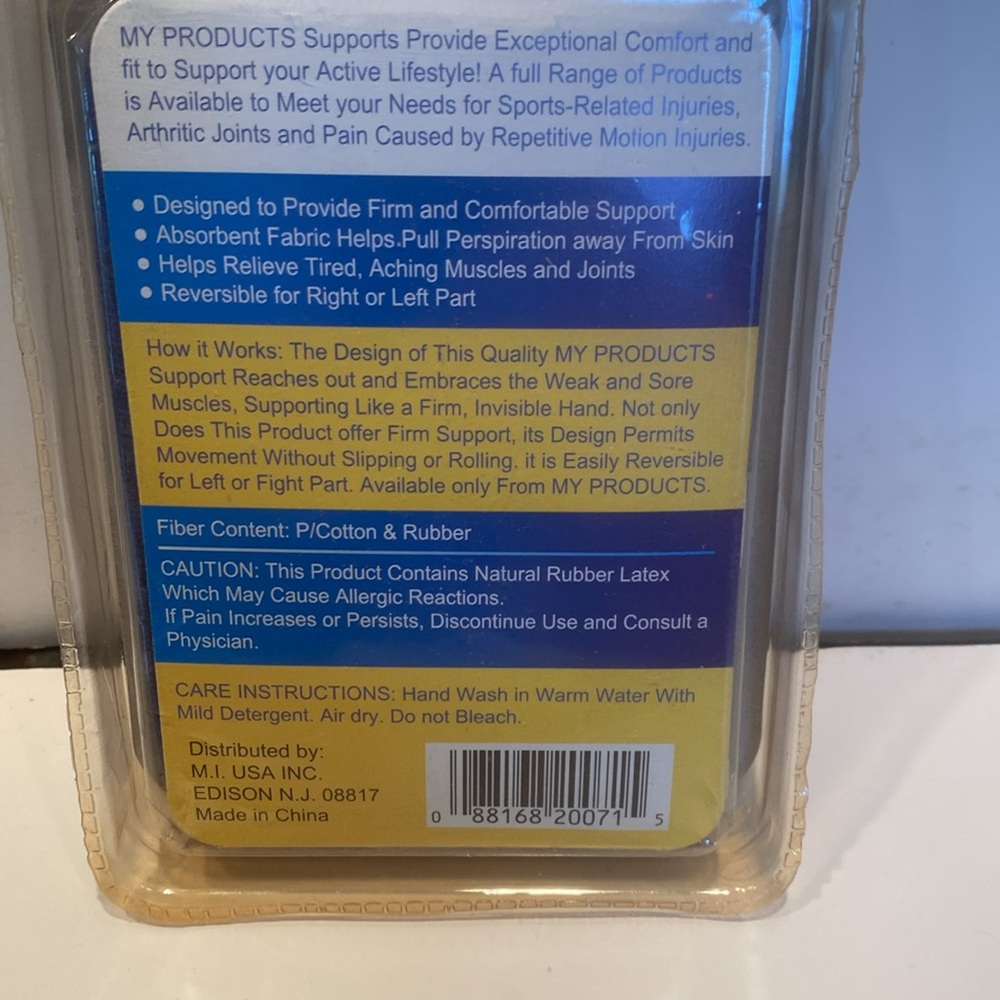 MY PRODUCTS Supports Provide Exceptional Comfort and
fit to Support your Active Lifestyle! A full Range of Products
is Available to Meet your Needs for Sports-Related Injuries,
Arthritic Joints and Pain Caused by Repetitive Motion Injuries.
• Designed to Provide Firm and Comfortable Support
• Absorbent Fabric Helps Pull Perspiration away From Skin
• Helps Relieve Tired, Aching Muscles and Joints
• Reversible for Right or Left Part
How it Works: The Design of This Quality MY PRODUCTS
Support Reaches out and Embraces the Weak and Sore
Muscles, Supporting Like a Firm, Invisible Hand. Not only
Does This Product offer Firm Support, its Design Permits
Movement Without Slipping or Rolling. it is Easily Reversible
for Left or Fight Part. Available only From MY PRODUCTS.
Fiber Content: P/Cotton & Rubber
CAUTION: This Product Contains Natural Rubber Latex
Which May Cause Allergic Reactions.
If Pain Increases or Persists, Discontinue Use and Consult a
Physician.
CARE INSTRUCTIONS: Hand Wash in Warm Water With
Mild Detergent. Air dry. Do not Bleach.
Distributed by:
M.I. USA INC.
EDISON N.J. 08817
Made in China
0 88168 20071 5